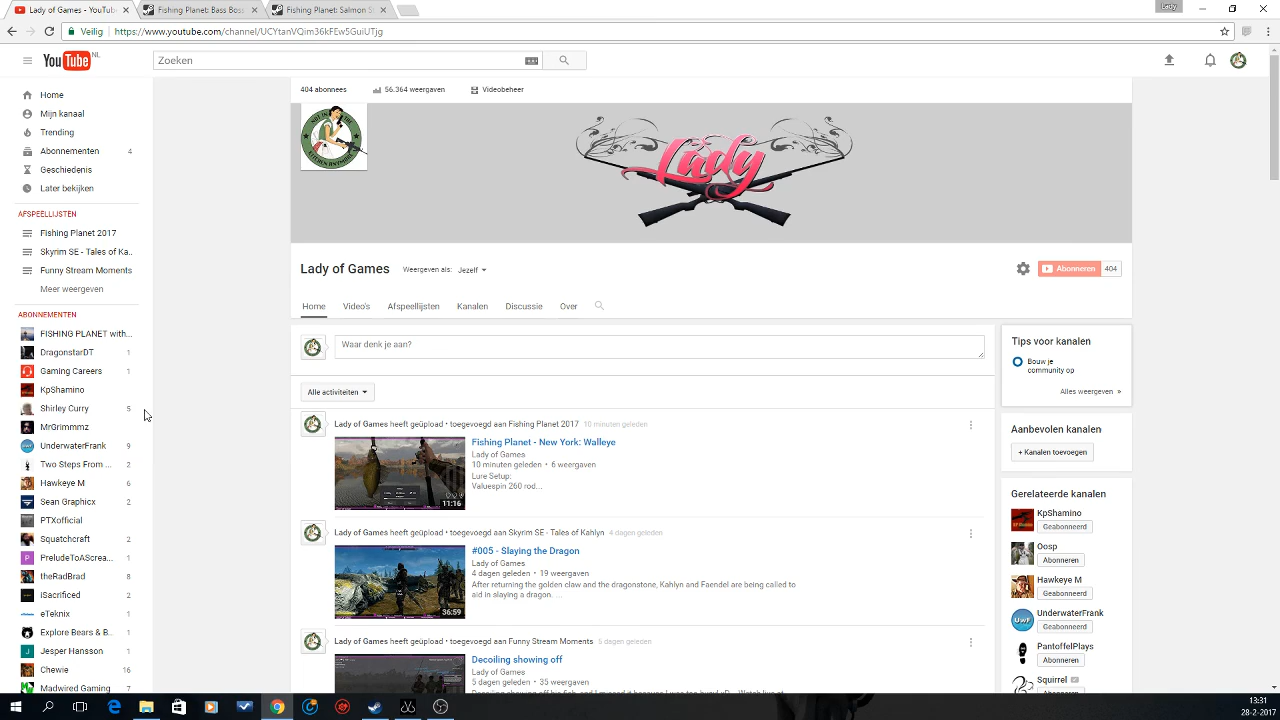 Lady of Games - YouTub
Fishing Planet: Bass Bos
Fishing Planet: Salmon S
Lady
Veilig
https://www.youtube.com/channel/UCYtanVQim36kFEw5GuiUTjg
YouTube NL
Zoeken
404 abonnees
56.364 weergaven
Videobeheer
Home
Mijn kanaal
Trending
Abonnementen 4
Geschiedenis
Later bekijken
AFSPEELLIJSTEN
Fishing Planet 2017
Skyrim SE - Tales of Ka..
Funny Stream Moments
Meer weergeven
ABONNEMENTEN
FISHING PLANET with...
DragonstarDT 1
Gaming Careers 1
KpShamino
Shirley Curry 5
MrGrimmmz
UnderwaterFrank 9
Two Steps From ... 2
Hawkeye M 6
Sean Graphicx 2
PTXofficial
Squatchcraft 2
PreludeToAScrea... 1
theRadBrad 8
iSacrificed 2
eTeknix 1
Explore Bears & B... 1
Jesper Hansson 1
Chewie 16
Madwired Gaming 7
Lady
Lady of Games
Weergeven als: Jezelf
Abonneren 404
Home
Video's
Afspeellijsten
Kanalen
Discussie
Over
Waar denk je aan?
Alle activiteiten
Lady of Games heeft geüpload • toegevoegd aan Fishing Planet 2017 10 minuten geleden
Fishing Planet - New York: Walleye
Lady of Games
10 minuten geleden • 6 weergaven
Lure Setup:
Valuespin 260 rod...
11:16
Lady of Games heeft geüpload • toegevoegd aan Skyrim SE - Tales of Kahlyn 4 dagen geleden
#005 - Slaying the Dragon
Lady of Games
4 dagen geleden • 19 weergaven
After returning the golden claw and the dragonstone, Kahlyn and Faendel are being called to
aid in slaying a dragon. ...
36:59
Lady of Games heeft geüpload • toegevoegd aan Funny Stream Moments 5 dagen geleden
Decoiling showing off
Lady of Games
5 dagen geleden • 35 weergaven
Tips voor kanalen
Bouw je
community op
Alles weergeven »
Aanbevolen kanalen
+ Kanalen toevoegen
Gerelateerde kanalen
KpShamino
Geabonneerd
Oosp
Abonneren
Hawkeye M
Geabonneerd
UnderwaterFrank
Geabonneerd
PantoffelPlays
Abonneren
Squirrel
13:31
28-2-2017